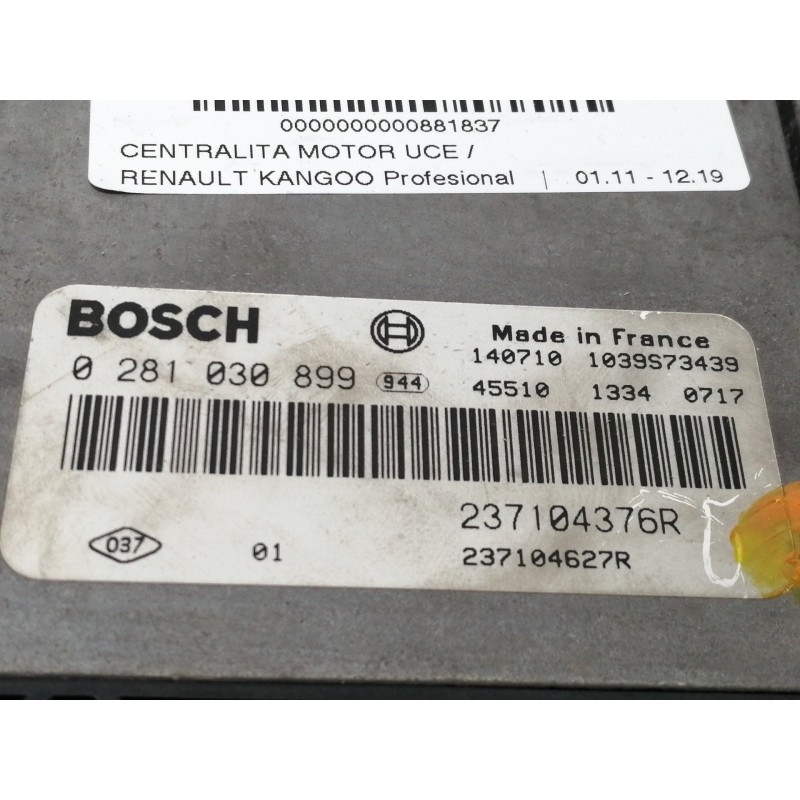 0000000000881837
CENTRALITA MOTOR UCE /
RENAULT KANGOO Profesional | 01.11 - 12.19
BOSCH Made in France
140710 1039S73439
0 281 030 899 944 45510 1334 0717
237104376R
037 01 237104627R